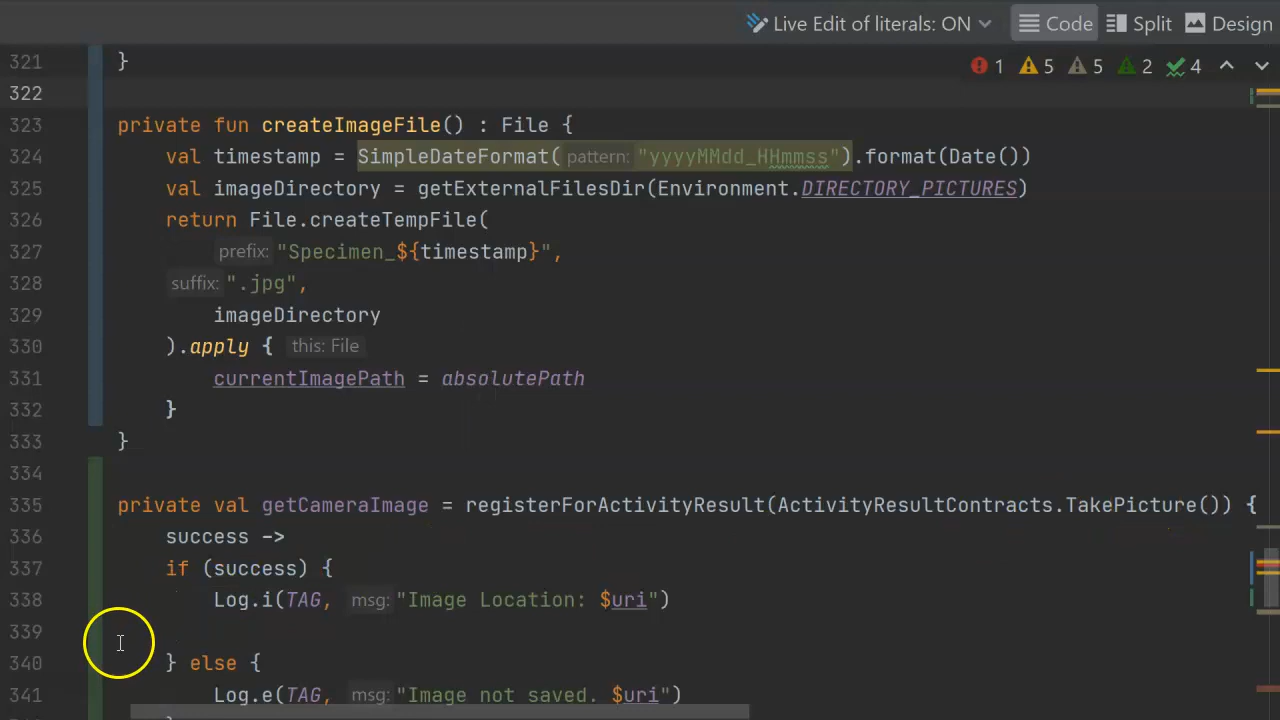 Live Edit of literals: ON Code Split Design
321 } 1 5 5 2 4
322
323 private fun createImageFile() : File {
324 val timestamp = SimpleDateFormat( pattern: "yyyyMMdd_HHmmss").format(Date())
325 val imageDirectory = getExternalFilesDir(Environment.DIRECTORY_PICTURES)
326 return File.createTempFile(
327 prefix: "Specimen_${timestamp}",
328 suffix: ".jpg",
329 imageDirectory
330 ).apply { this: File
331 currentImagePath = absolutePath
332 }
333 }
334
335 private val getCameraImage = registerForActivityResult(ActivityResultContracts.TakePicture()) {
336 success ->
337 if (success) {
338 Log.i(TAG, msg: "Image Location: $uri")
339
340 } else {
341 Log.e(TAG, msg: "Image not saved. $uri")